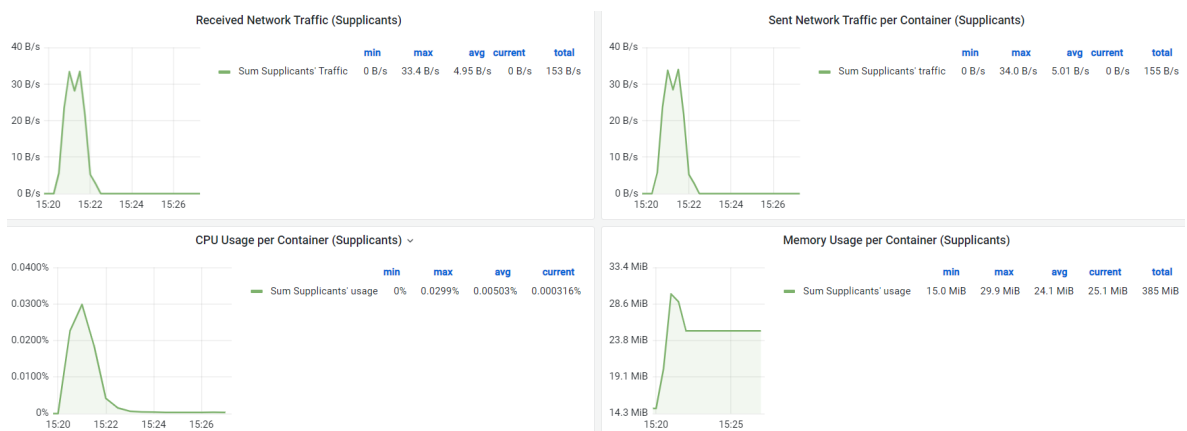 Received Network Traffic (Supplicants)
40 B/s
30 B/s
20 B/s
10 B/s
0 B/s
15:20 15:22 15:24 15:26
min max avg current total
Sum Supplicants' Traffic 0 B/s 33.4 B/s 4.95 B/s 0 B/s 153 B/s
Sent Network Traffic per Container (Supplicants)
40 B/s
30 B/s
20 B/s
10 B/s
0 B/s
15:20 15:22 15:24 15:26
min max avg current total
Sum Supplicants' traffic 0 B/s 34.0 B/s 5.01 B/s 0 B/s 155 B/s
CPU Usage per Container (Supplicants)
0.0400%
0.0300%
0.0200%
0.0100%
0%
15:20 15:22 15:24 15:26
min max avg current
Sum Supplicants' usage 0% 0.0299% 0.00503% 0.000316%
Memory Usage per Container (Supplicants)
33.4 MiB
28.6 MiB
23.8 MiB
19.1 MiB
14.3 MiB
15:20 15:25
min max avg current total
Sum Supplicants' usage 15.0 MiB 29.9 MiB 24.1 MiB 25.1 MiB 385 MiB